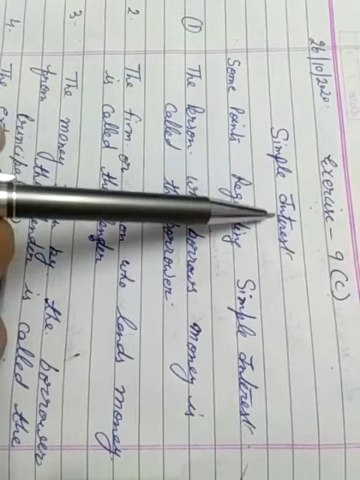 26/10/2020. Exercise - 9 (C)
Simple Interest
Some Points Simple Interest.
① The Person borrows money is
called the borrower.
2. The firm or who lends money
is called the lender
3. The money by the borrower
from the lender is called the
Principal
4. The